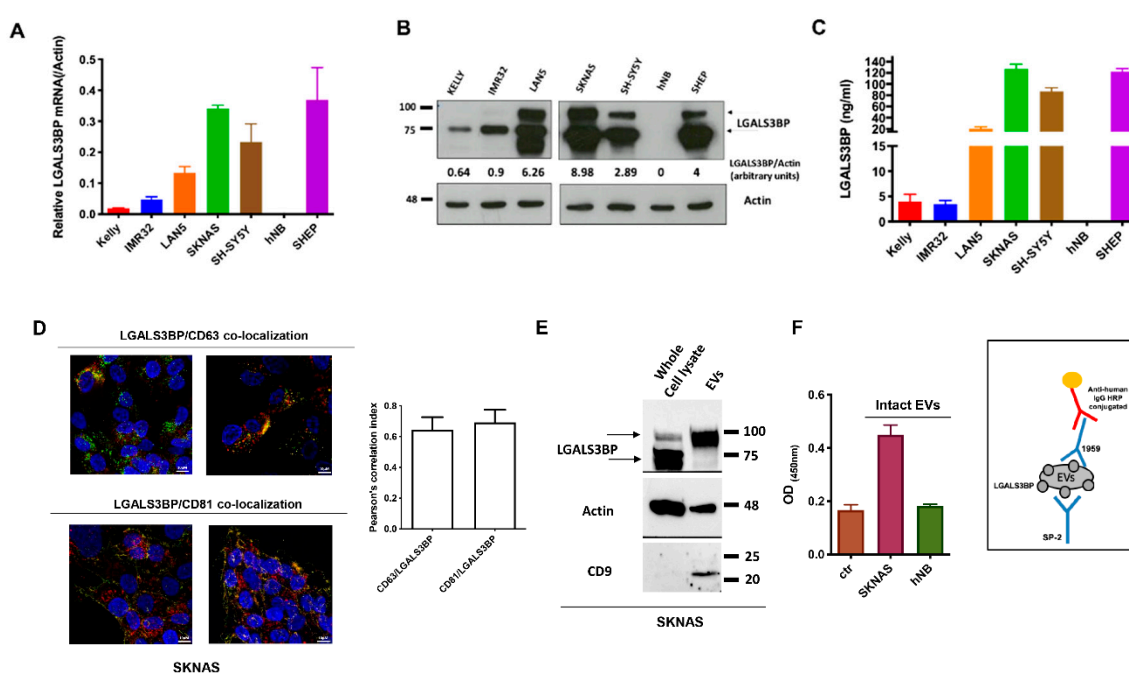 A
Relative LGALS3BP mRNA(/Actin)
0.5
0.4
0.3
0.2
0.1
0.0
Kelly
IMR32
LAN5
SKNAS
SH-SY5Y
hNB
SHEP
B
KELLY
IMR32
LAN5
SKNAS
SH-SY5Y
hNB
SHEP
100
75
LGALS3BP
0.64 0.9 6.26 8.98 2.89 0 4
LGALS3BP/Actin
(arbitrary units)
48
Actin
C
LGALS3BP (ng/ml)
140
120
100
80
60
40
20
15
10
5
0
Kelly
IMR32
LAN5
SKNAS
SH-SY5Y
hNB
SHEP
D
LGALS3BP/CD63 co-localization
LGALS3BP/CD81 co-localization
SKNAS
Pearson's correlation index
0.8
0.6
0.4
0.2
0.0
CD63/LGALS3BP
CD81/LGALS3BP
E
Whole
Cell lysate
EVs
LGALS3BP
100
75
Actin
48
CD9
25
20
SKNAS
F
OD (450nm)
0.6
0.4
0.2
0.0
Intact EVs
ctr
SKNAS
hNB
Anti-human
IgG HRP
conjugated
1959
EVs
LGALS3BP
SP-2